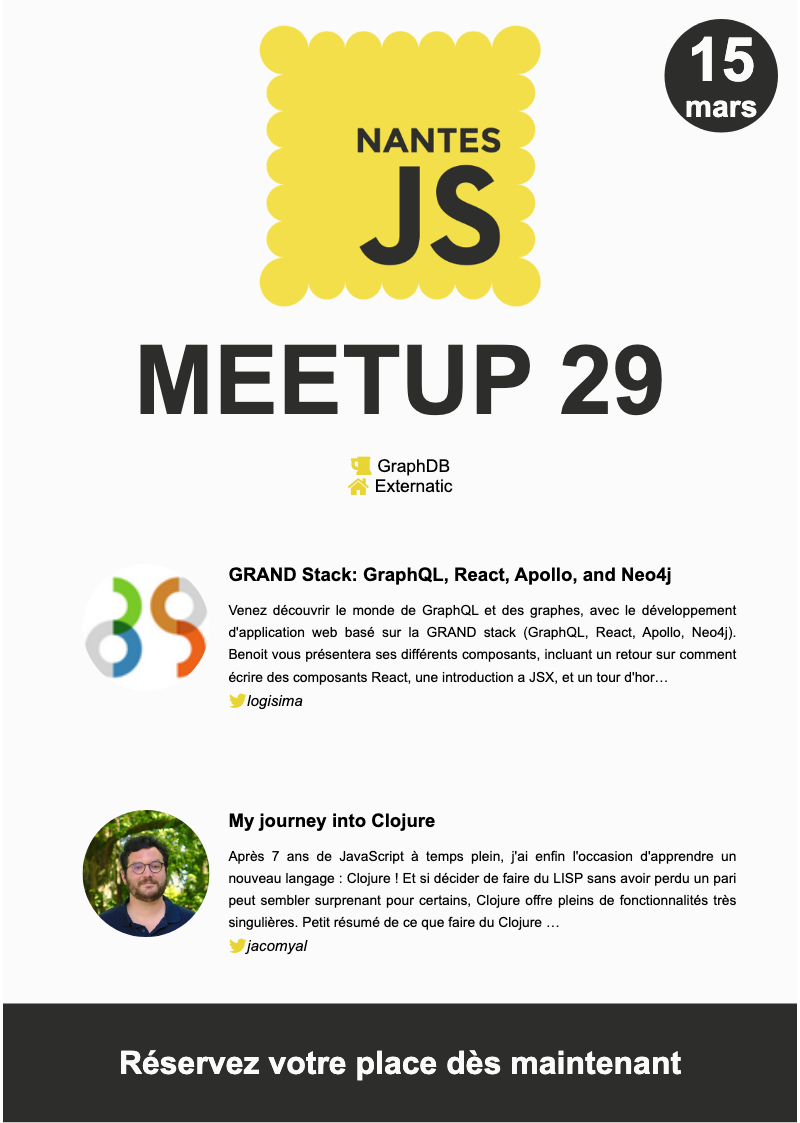 15
mars
NANTES
JS
MEETUP 29
GraphDB
Externatic
GRAND Stack: GraphQL, React, Apollo, and Neo4j
Venez découvrir le monde de GraphQL et des graphes, avec le développement
d'application web basé sur la GRAND stack (GraphQL, React, Apollo, Neo4j).
Benoit vous présentera ses différents composants, incluant un retour sur comment
écrire des composants React, une introduction a JSX, et un tour d'hor…
logisima
My journey into Clojure
Après 7 ans de JavaScript à temps plein, j'ai enfin l'occasion d'apprendre un
nouveau langage : Clojure ! Et si décider de faire du LISP sans avoir perdu un pari
peut sembler surprenant pour certains, Clojure offre pleins de fonctionnalités très
singulières. Petit résumé de ce que faire du Clojure …
jacomyal
Réservez votre place dès maintenant